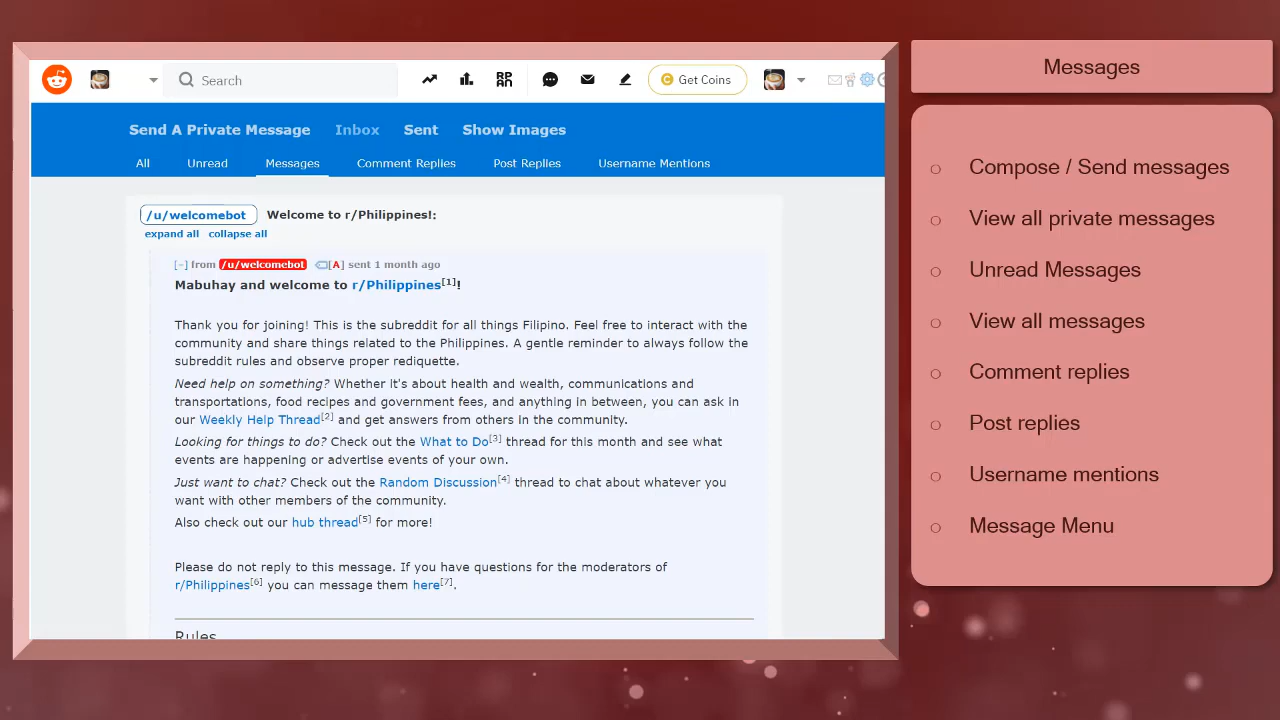 Search
RP
AN
C Get Coins
Send A Private Message Inbox Sent Show Images
All Unread Messages Comment Replies Post Replies Username Mentions
/u/welcomebot Welcome to r/Philippines!:
expand all collapse all
[-] from /u/welcomebot [A] sent 1 month ago
Mabuhay and welcome to r/Philippines[1]!
Thank you for joining! This is the subreddit for all things Filipino. Feel free to interact with the
community and share things related to the Philippines. A gentle reminder to always follow the
subreddit rules and observe proper rediquette.
Need help on something? Whether it's about health and wealth, communications and
transportations, food recipes and government fees, and anything in between, you can ask in
our Weekly Help Thread[2] and get answers from others in the community.
Looking for things to do? Check out the What to Do[3] thread for this month and see what
events are happening or advertise events of your own.
Just want to chat? Check out the Random Discussion[4] thread to chat about whatever you
want with other members of the community.
Also check out our hub thread[5] for more!
Please do not reply to this message. If you have questions for the moderators of
r/Philippines[6] you can message them here[7].
Rules
Messages
Compose / Send messages
View all private messages
Unread Messages
View all messages
Comment replies
Post replies
Username mentions
Message Menu